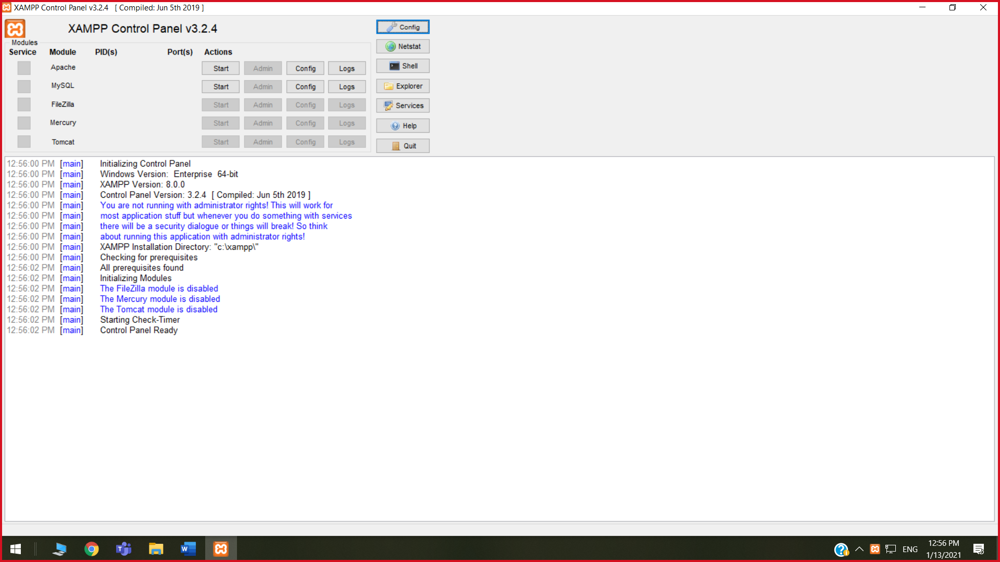 XAMPP Control Panel v3.2.4 [ Compiled: Jun 5th 2019 ]
XAMPP Control Panel v3.2.4
Config
Netstat
Shell
Explorer
Services
Help
Quit
Modules
Service Module PID(s) Port(s) Actions
Apache Start Admin Config Logs
MySQL Start Admin Config Logs
FileZilla Start Admin Config Logs
Mercury Start Admin Config Logs
Tomcat Start Admin Config Logs
12:56:00 PM [main] Initializing Control Panel
12:56:00 PM [main] Windows Version: Enterprise 64-bit
12:56:00 PM [main] XAMPP Version: 8.0.0
12:56:00 PM [main] Control Panel Version: 3.2.4 [ Compiled: Jun 5th 2019 ]
12:56:00 PM [main] You are not running with administrator rights! This will work for
12:56:00 PM [main] most application stuff but whenever you do something with services
12:56:00 PM [main] there will be a security dialogue or things will break! So think
12:56:00 PM [main] about running this application with administrator rights!
12:56:00 PM [main] XAMPP Installation Directory: "c:\xampp\"
12:56:00 PM [main] Checking for prerequisites
12:56:02 PM [main] All prerequisites found
12:56:02 PM [main] Initializing Modules
12:56:02 PM [main] The FileZilla module is disabled
12:56:02 PM [main] The Mercury module is disabled
12:56:02 PM [main] The Tomcat module is disabled
12:56:02 PM [main] Starting Check-Timer
12:56:02 PM [main] Control Panel Ready
ENG
12:56 PM
1/13/2021